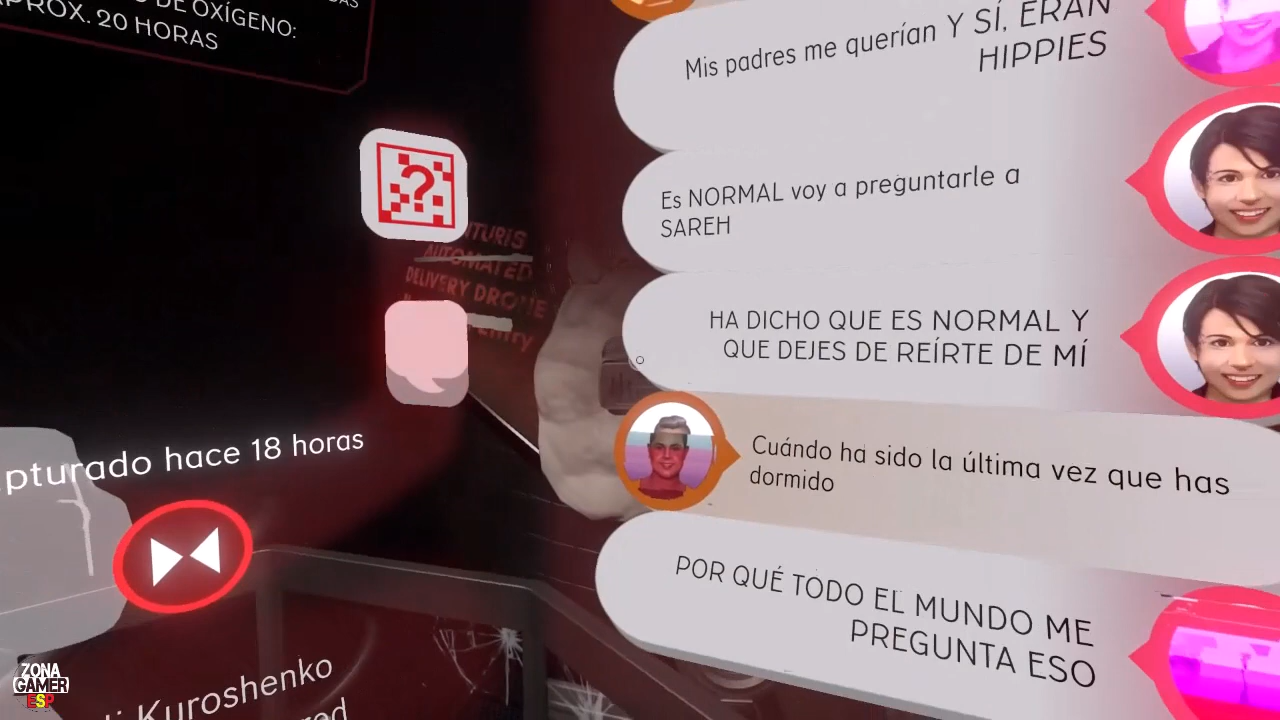 DE OXÍGENO:
APROX. 20 HORAS
Mis padres me querían Y SÍ, ERAN
HIPPIES
?
Es NORMAL voy a preguntarle a
SAREH
AUTOMATED
DELIVERY DRONE
HA DICHO QUE ES NORMAL Y
QUE DEJES DE REÍRTE DE MÍ
pturado hace 18 horas
Cuándo ha sido la última vez que has
dormido
POR QUÉ TODO EL MUNDO ME
PREGUNTA ESO
Kuroshenko
ZONA
GAMER
ESP